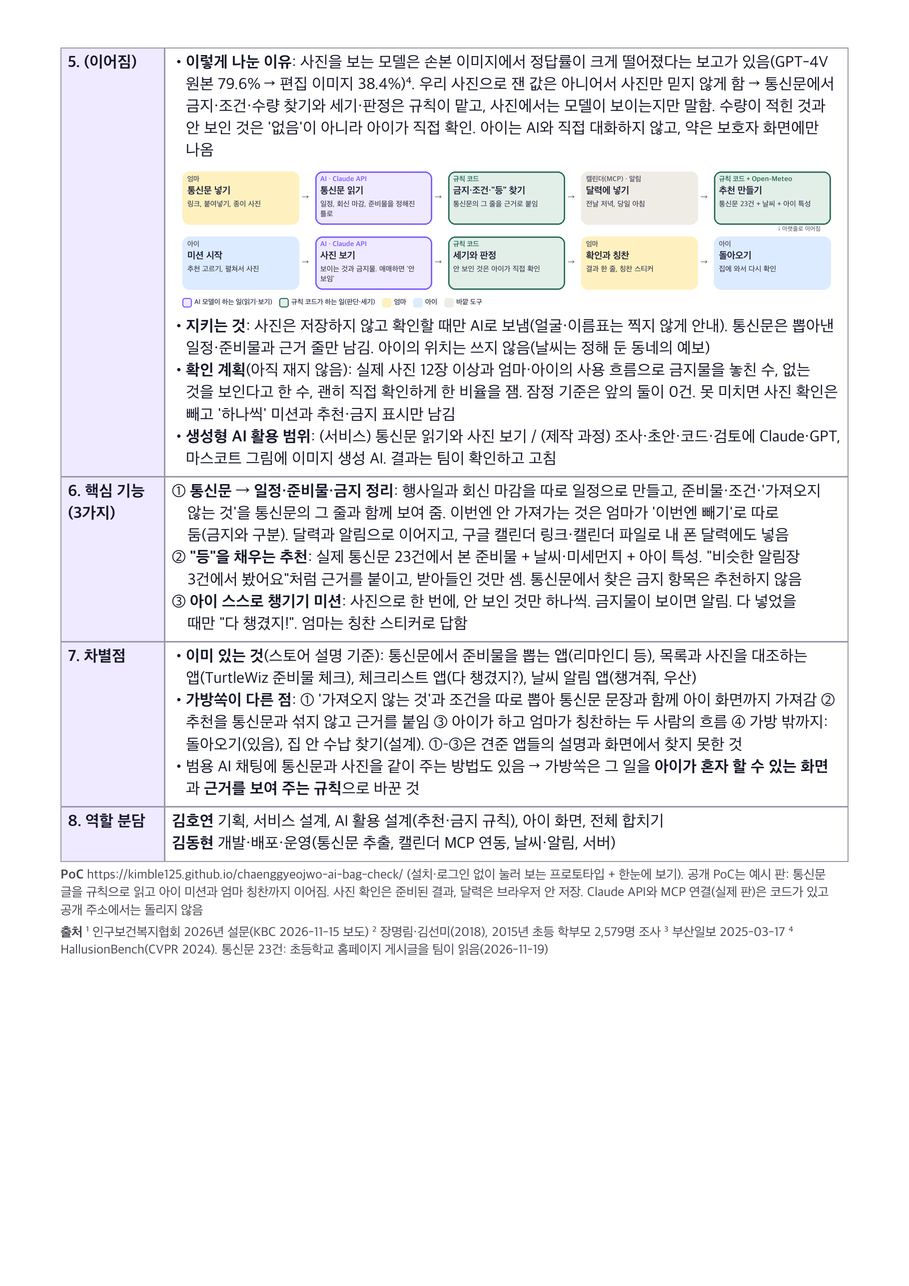 5. (이어짐)
• 이렇게 나눈 이유: 사진을 보는 모델은 손본 이미지에서 정답률이 크게 떨어졌다는 보고가 있음(GPT-4V
원본 79.6% → 편집 이미지 38.4%)⁴. 우리 사진으로 잰 값은 아니어서 사진만 믿지 않게 함 → 통신문에서
금지·조건·수량 찾기와 세기·판정은 규칙이 맡고, 사진에서는 모델이 보이는지만 말함. 수량이 적힌 것과
안 보인 것은 '없음'이 아니라 아이가 직접 확인. 아이는 AI와 직접 대화하지 않고, 약은 보호자 화면에만
나옴
엄마
통신문 넣기
링크, 붙여넣기, 종이 사진
→
AI · Claude API
통신문 읽기
일정, 회신 마감, 준비물을 정해진
틀로
→
규칙 코드
금지·조건·"등" 찾기
통신문의 그 줄을 근거로 붙임
→
캘린더(MCP) · 알림
달력에 넣기
전날 저녁, 당일 아침
→
규칙 코드 + Open-Meteo
추천 만들기
통신문 23건 + 날씨 + 아이 특성
↓ 아랫줄로 이어짐
아이
미션 시작
추천 고르기, 펼쳐서 사진
→
AI · Claude API
사진 보기
보이는 것과 금지물. 애매하면 '안
보임'
→
규칙 코드
세기와 판정
안 보인 것은 아이가 직접 확인
→
엄마
확인과 칭찬
결과 한 줄, 칭찬 스티커
→
아이
돌아오기
집에 와서 다시 확인
AI 모델이 하는 일(읽기·보기) 규칙 코드가 하는 일(판단·세기) 엄마 아이 바깥 도구
• 지키는 것: 사진은 저장하지 않고 확인할 때만 AI로 보냄(얼굴·이름표는 찍지 않게 안내). 통신문은 뽑아낸
일정·준비물과 근거 줄만 남김. 아이의 위치는 쓰지 않음(날씨는 정해 둔 동네의 예보)
• 확인 계획(아직 재지 않음): 실제 사진 12장 이상과 엄마·아이의 사용 흐름으로 금지물을 놓친 수, 없는
것을 보인다고 한 수, 괜히 직접 확인하게 한 비율을 잼. 잠정 기준은 앞의 둘이 0건. 못 미치면 사진 확인은
빼고 '하나씩' 미션과 추천·금지 표시만 남김
• 생성형 AI 활용 범위: (서비스) 통신문 읽기와 사진 보기 / (제작 과정) 조사·초안·코드·검토에 Claude·GPT,
마스코트 그림에 이미지 생성 AI. 결과는 팀이 확인하고 고침
6. 핵심 기능
(3가지)
① 통신문 → 일정·준비물·금지 정리: 행사일과 회신 마감을 따로 일정으로 만들고, 준비물·조건·'가져오지
않는 것'을 통신문의 그 줄과 함께 보여 줌. 이번엔 안 가져가는 것은 엄마가 '이번엔 빼기'로 따로
둠(금지와 구분). 달력과 알림으로 이어지고, 구글 캘린더 링크·캘린더 파일로 내 폰 달력에도 넣음
② "등"을 채우는 추천: 실제 통신문 23건에서 본 준비물 + 날씨·미세먼지 + 아이 특성. "비슷한 알림장
3건에서 봤어요"처럼 근거를 붙이고, 받아들인 것만 셈. 통신문에서 찾은 금지 항목은 추천하지 않음
③ 아이 스스로 챙기기 미션: 사진으로 한 번에, 안 보인 것만 하나씩. 금지물이 보이면 알림. 다 넣었을
때만 "다 챙겼지!". 엄마는 칭찬 스티커로 답함
7. 차별점
• 이미 있는 것(스토어 설명 기준): 통신문에서 준비물을 뽑는 앱(리마인디 등), 목록과 사진을 대조하는
앱(TurtleWiz 준비물 체크), 체크리스트 앱(다 챙겼지?), 날씨 알림 앱(챙겨줘, 우산)
• 가방쏙이 다른 점: ① '가져오지 않는 것'과 조건을 따로 뽑아 통신문 문장과 함께 아이 화면까지 가져감 ②
추천을 통신문과 섞지 않고 근거를 붙임 ③ 아이가 하고 엄마가 칭찬하는 두 사람의 흐름 ④ 가방 밖까지:
돌아오기(있음), 집 안 수납 찾기(설계). ①-③은 견준 앱들의 설명과 화면에서 찾지 못한 것
• 범용 AI 채팅에 통신문과 사진을 같이 주는 방법도 있음 → 가방쏙은 그 일을 아이가 혼자 할 수 있는 화면
과 근거를 보여 주는 규칙으로 바꾼 것
8. 역할 분담
김호연 기획, 서비스 설계, AI 활용 설계(추천·금지 규칙), 아이 화면, 전체 합치기
김동현 개발·배포·운영(통신문 추출, 캘린더 MCP 연동, 날씨·알림, 서버)
PoC https://kimble125.github.io/chaenggyeojwo-ai-bag-check/ (설치·로그인 없이 눌러 보는 프로토타입 + 한눈에 보기). 공개 PoC는 예시 판: 통신문
글을 규칙으로 읽고 아이 미션과 엄마 칭찬까지 이어짐. 사진 확인은 준비된 결과, 달력은 브라우저 안 저장. Claude API와 MCP 연결(실제 판)은 코드가 있고
공개 주소에서는 돌리지 않음
출처 ¹ 인구보건복지협회 2026년 설문(KBC 2026-11-15 보도) ² 장명림·김선미(2018), 2015년 초등 학부모 2,579명 조사 ³ 부산일보 2025-03-17 ⁴
HallusionBench(CVPR 2024). 통신문 23건: 초등학교 홈페이지 게시글을 팀이 읽음(2026-11-19)